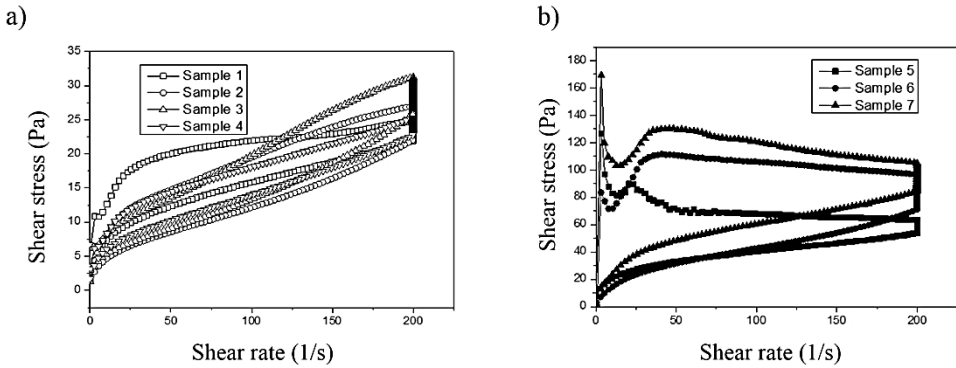 a)
35
30
25
20
15
10
5
0
Shear stress (Pa)
Sample 1
Sample 2
Sample 3
Sample 4
0 50 100 150 200
Shear rate (1/s)
b)
180
160
140
120
100
80
60
40
20
0
Shear stress (Pa)
Sample 5
Sample 6
Sample 7
0 50 100 150 200
Shear rate (1/s)